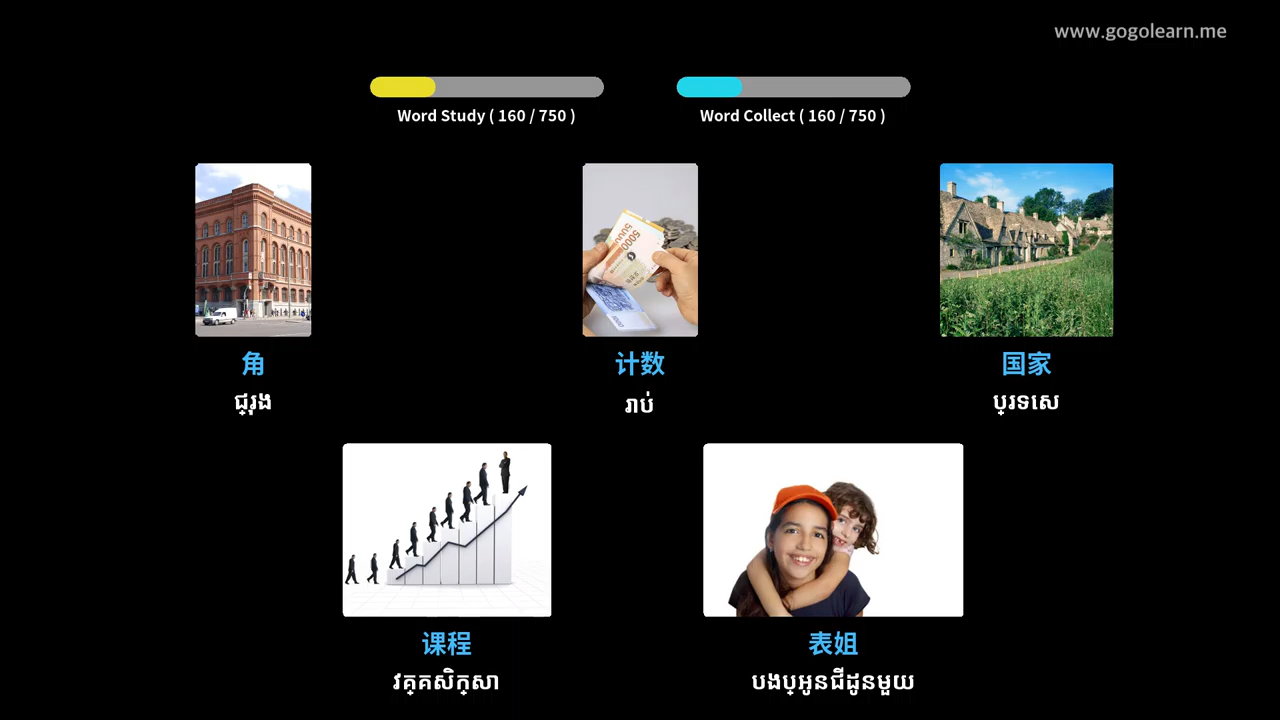 www.gogolearn.me
Word Study ( 160 / 750 )
Word Collect ( 160 / 750 )
角
ជ្រុង
计数
រាប់
国家
ប្រទេស
课程
វគ្គសិក្សា
表姐
បងប្អូនជីដូនមួយ